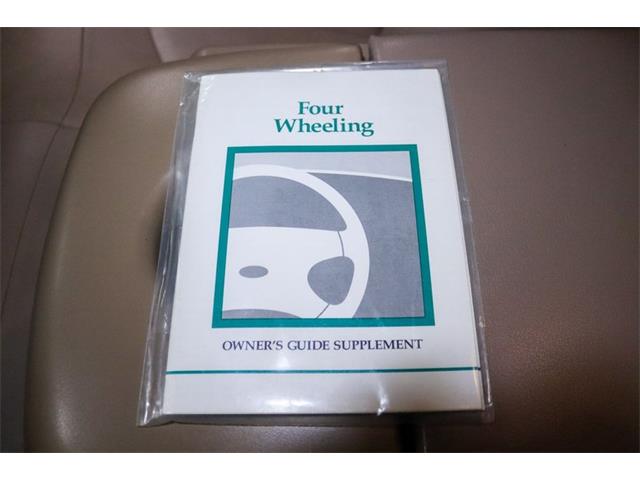 Four
Wheeling
OWNER'S GUIDE SUPPLEMENT